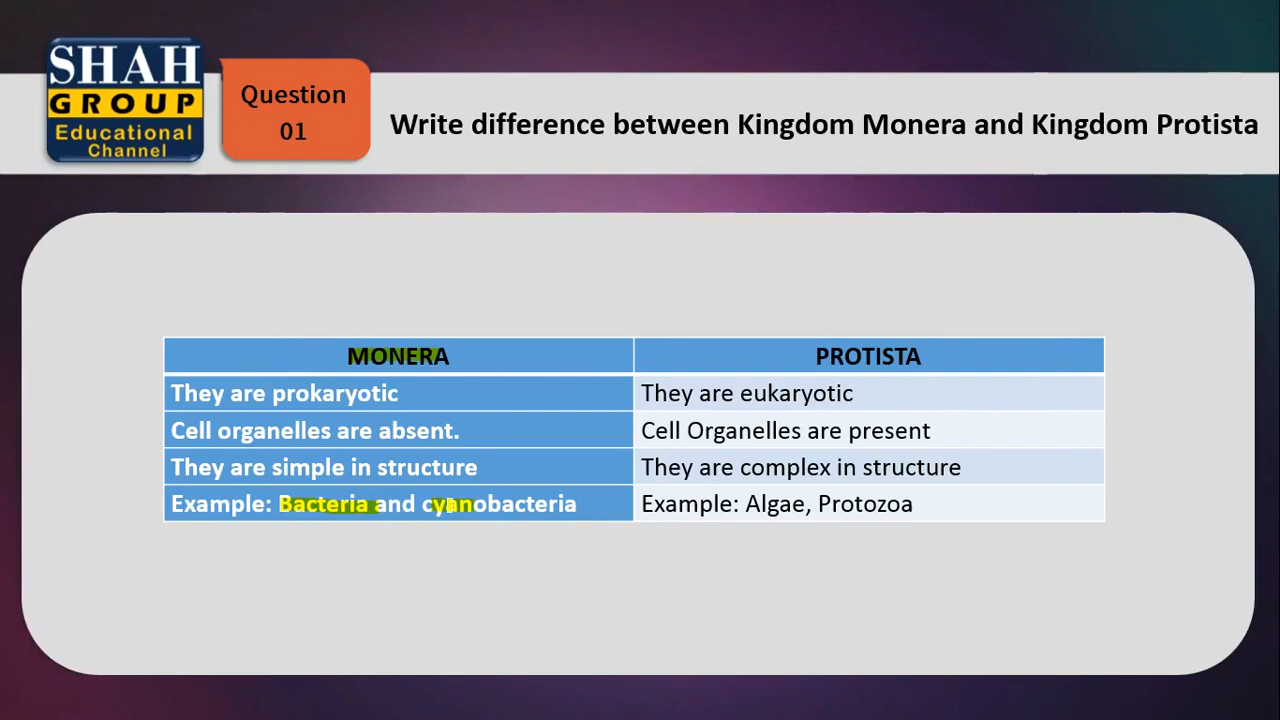 SHAH
GROUP
Educational
Channel
Question
01
Write difference between Kingdom Monera and Kingdom Protista
MONERA PROTISTA
They are prokaryotic They are eukaryotic
Cell organelles are absent. Cell Organelles are present
They are simple in structure They are complex in structure
Example: Bacteria and cyanobacteria Example: Algae, Protozoa